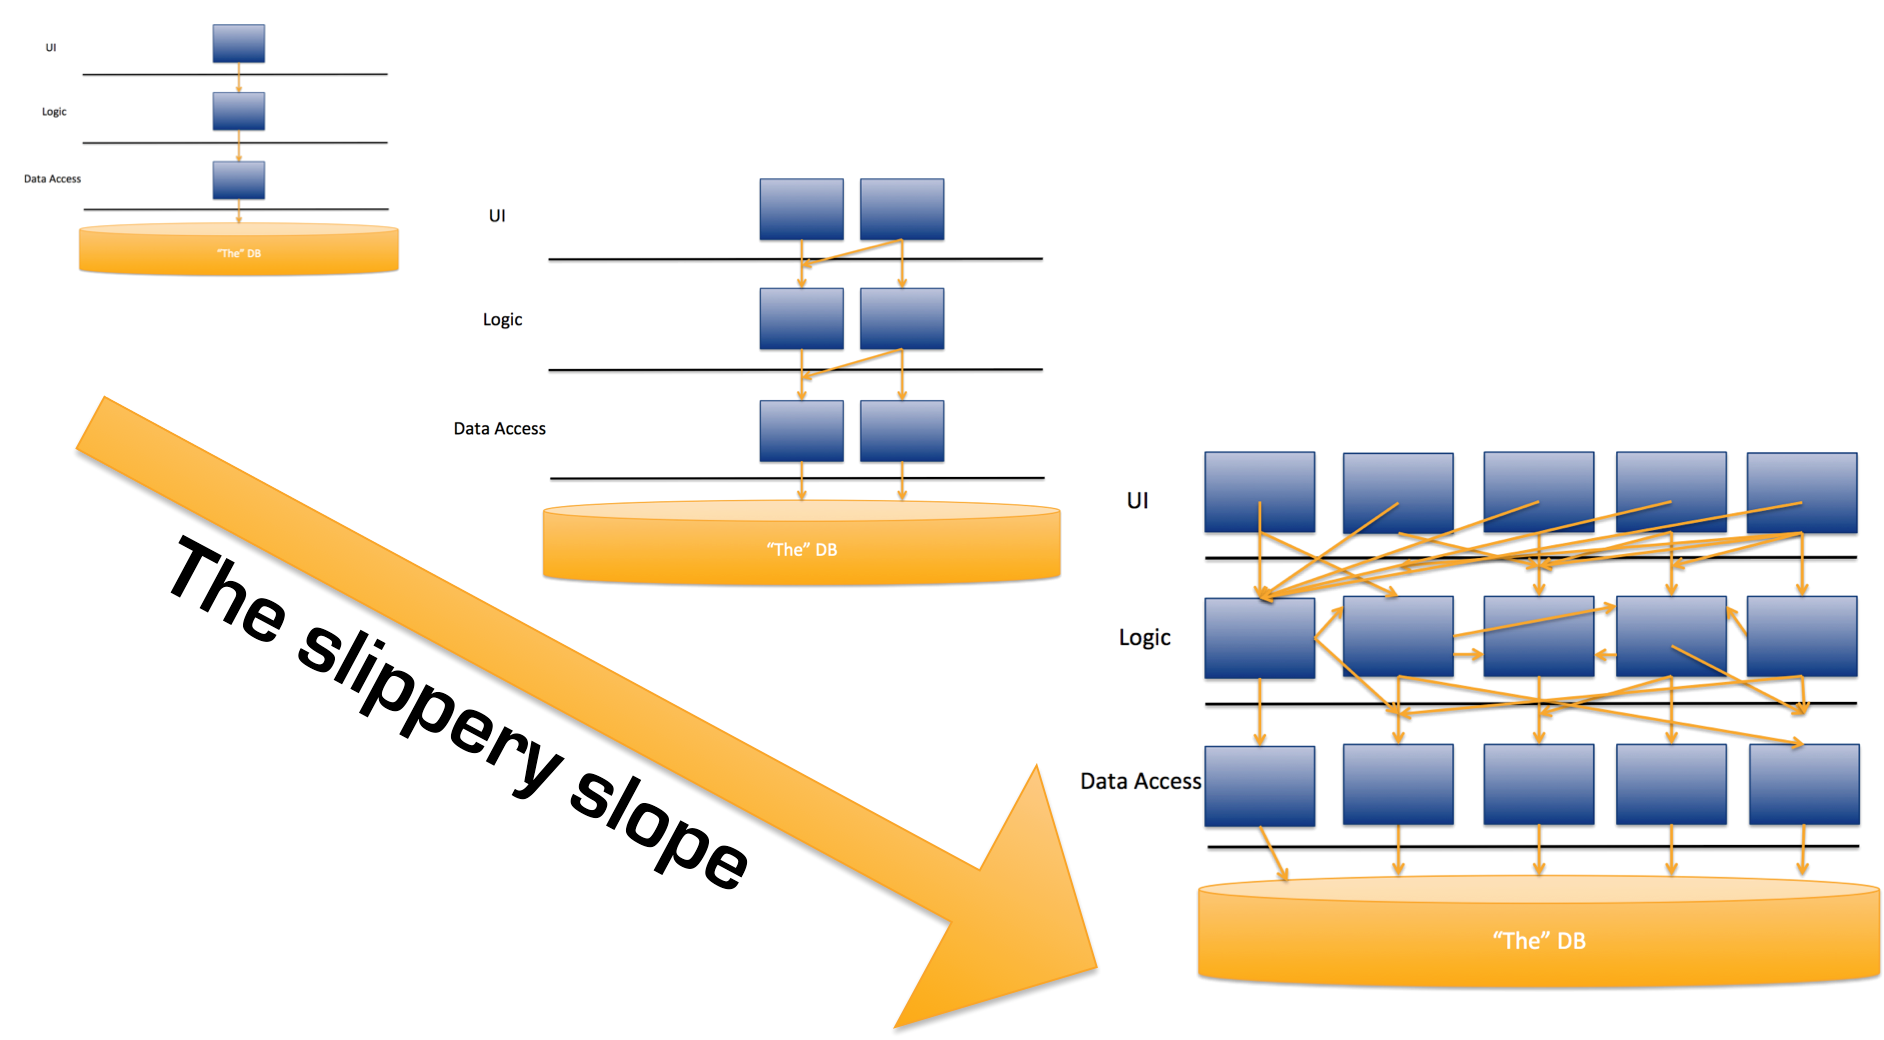 UI
Logic
Data Access
“The” DB
UI
Logic
Data Access
“The” DB
The slippery slope
UI
Logic
Data Access
“The” DB